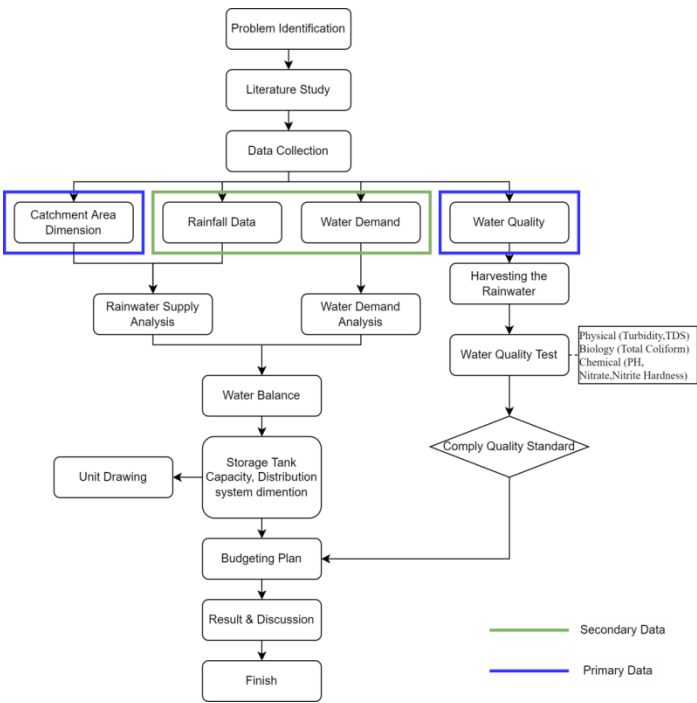 Problem Identification
Literature Study
Data Collection
Catchment Area
Dimension
Rainfall Data
Water Demand
Water Quality
Rainwater Supply
Analysis
Water Demand
Analysis
Harvesting the
Rainwater
Water Quality Test
Physical (Turbidity,TDS)
Biology (Total Coliform)
Chemical (PH,
Nitrate,Nitrite Hardness)
Water Balance
Comply Quality Standard
Unit Drawing
Storage Tank
Capacity, Distribution
system dimention
Budgeting Plan
Result & Discussion
Finish
Secondary Data
Primary Data